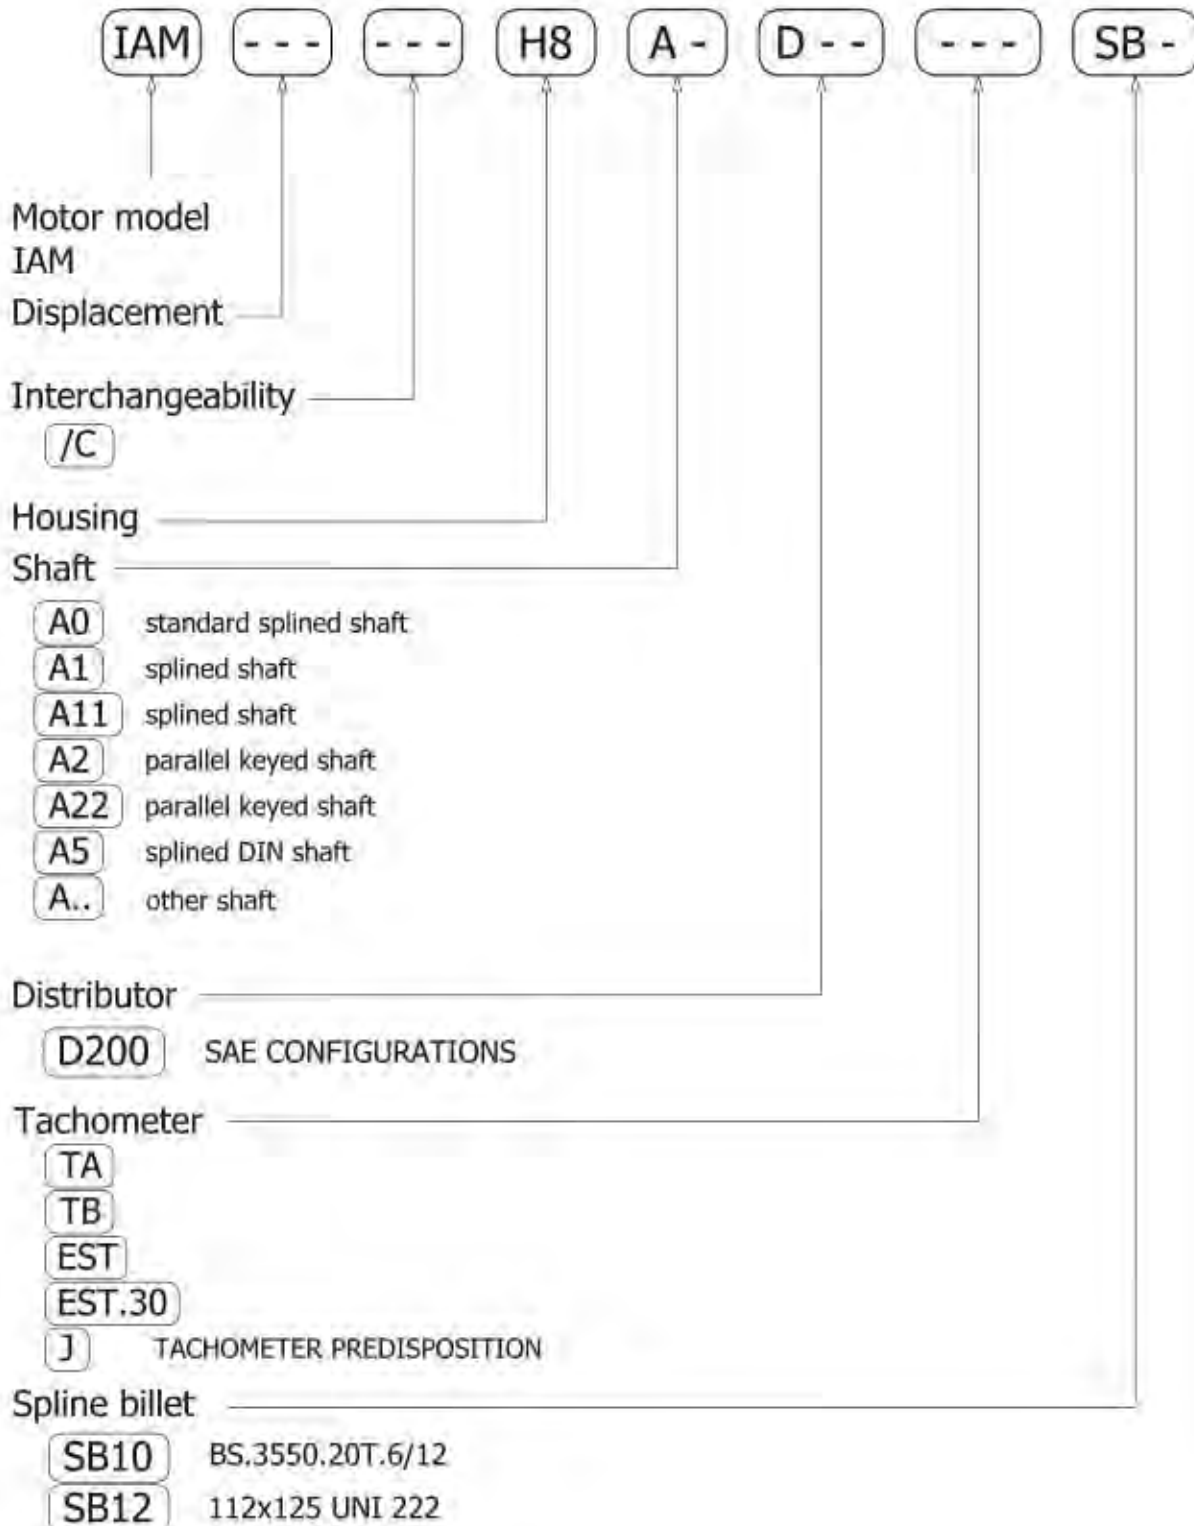 IAM --- --- H8 A - D -- --- SB -
Motor model
IAM
Displacement
Interchangeability
/C
Housing
Shaft
A0 standard splined shaft
A1 splined shaft
A11 splined shaft
A2 parallel keyed shaft
A22 parallel keyed shaft
A5 splined DIN shaft
A.. other shaft
Distributor
D200 SAE CONFIGURATIONS
Tachometer
TA
TB
EST
EST.30
J TACHOMETER PREDISPOSITION
Spline billet
SB10 BS.3550.20T.6/12
SB12 112x125 UNI 222